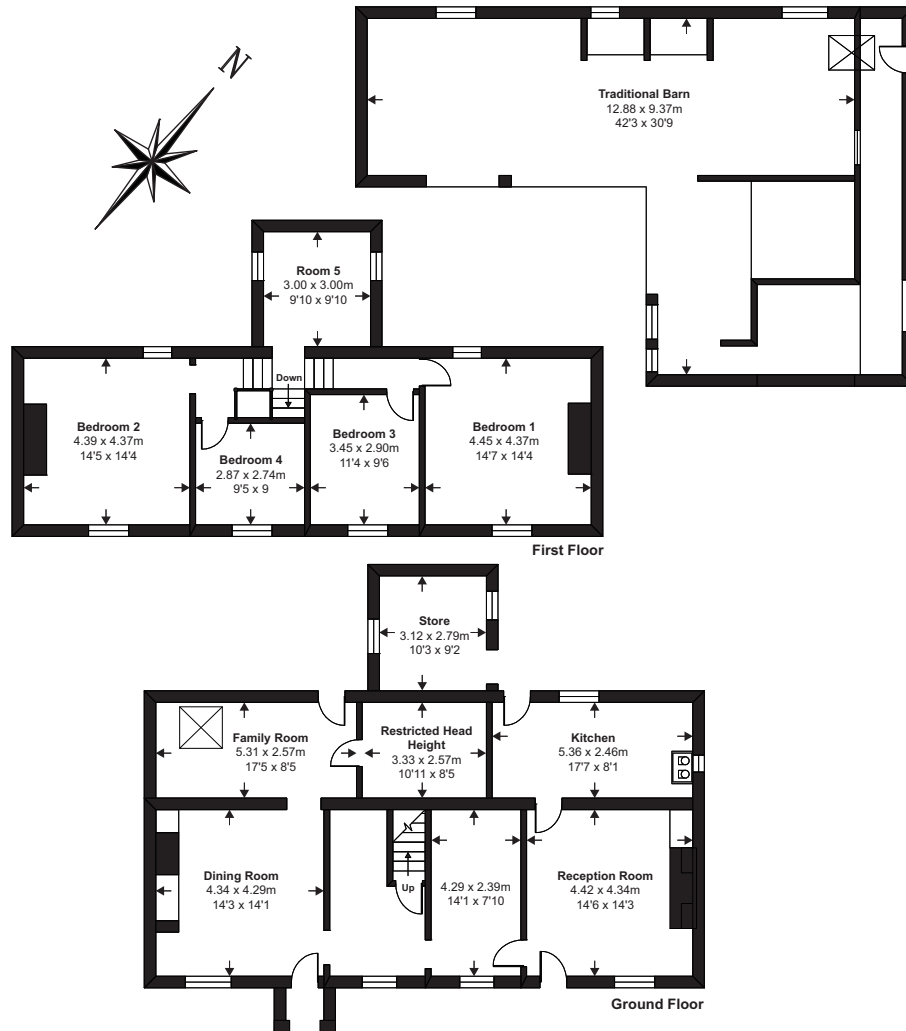 N
Traditional Barn
12.88 x 9.37m
42'3 x 30'9
Room 5
3.00 x 3.00m
9'10 x 9'10
Down
Bedroom 2
4.39 x 4.37m
14'5 x 14'4
Bedroom 4
2.87 x 2.74m
9'5 x 9
Bedroom 3
3.45 x 2.90m
11'4 x 9'6
Bedroom 1
4.45 x 4.37m
14'7 x 14'4
First Floor
Store
3.12 x 2.79m
10'3 x 9'2
Family Room
5.31 x 2.57m
17'5 x 8'5
Restricted Head
Height
3.33 x 2.57m
10'11 x 8'5
Kitchen
5.36 x 2.46m
17'7 x 8'1
Dining Room
4.34 x 4.29m
14'3 x 14'1
Up
4.29 x 2.39m
14'1 x 7'10
Reception Room
4.42 x 4.34m
14'6 x 14'3
Ground Floor